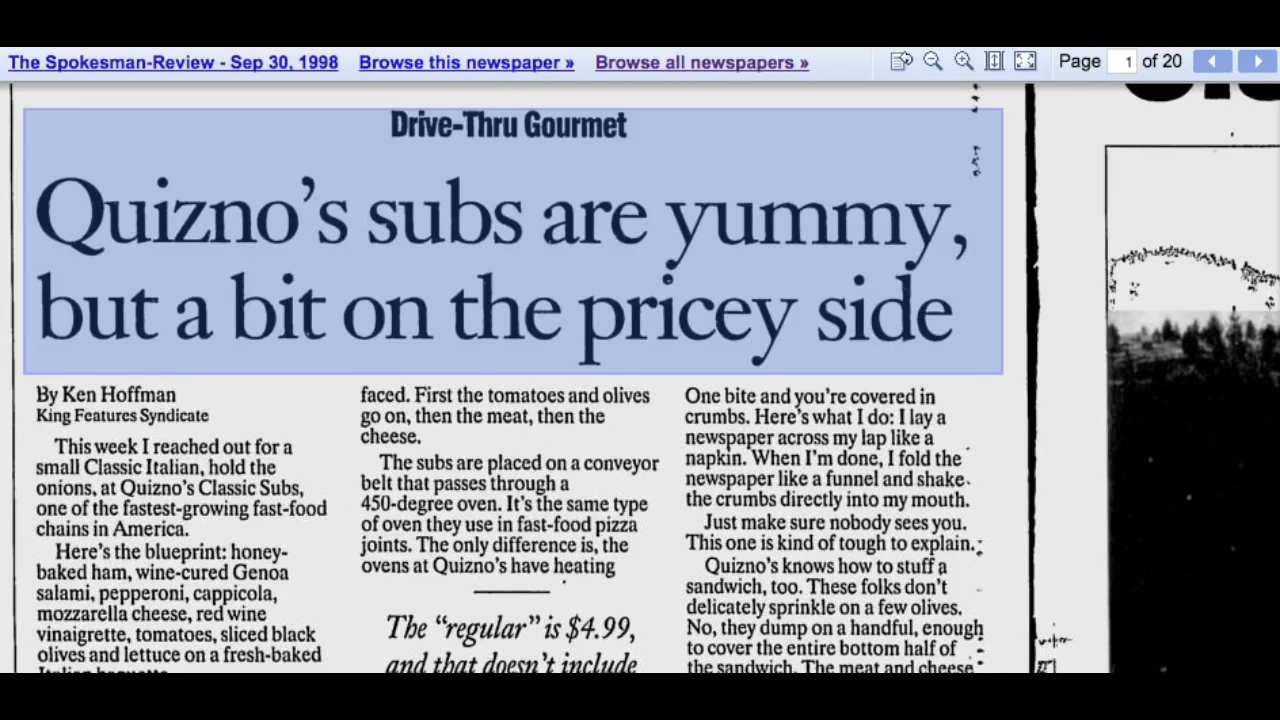 The Spokesman-Review - Sep 30, 1998 Browse this newspaper » Browse all newspapers » Page 1 of 20
Drive-Thru Gourmet
Quizno's subs are yummy,
but a bit on the pricey side
By Ken Hoffman
King Features Syndicate
This week I reached out for a
small Classic Italian, hold the
onions, at Quizno's Classic Subs,
one of the fastest-growing fast-food
chains in America.
Here's the blueprint: honey-
baked ham, wine-cured Genoa
salami, pepperoni, cappicola,
mozzarella cheese, red wine
vinaigrette, tomatoes, sliced black
olives and lettuce on a fresh-baked
Italian baguette.
faced. First the tomatoes and olives
go on, then the meat, then the
cheese.
The subs are placed on a conveyor
belt that passes through a
450-degree oven. It's the same type
of oven they use in fast-food pizza
joints. The only difference is, the
ovens at Quizno's have heating
The "regular" is $4.99,
and that doesn't include
One bite and you're covered in
crumbs. Here's what I do: I lay a
newspaper across my lap like a
napkin. When I'm done, I fold the
newspaper like a funnel and shake
the crumbs directly into my mouth.
Just make sure nobody sees you.
This one is kind of tough to explain.
Quizno's knows how to stuff a
sandwich, too. These folks don't
delicately sprinkle on a few olives.
No, they dump on a handful, enough
to cover the entire bottom half of
the sandwich. The meat and cheese